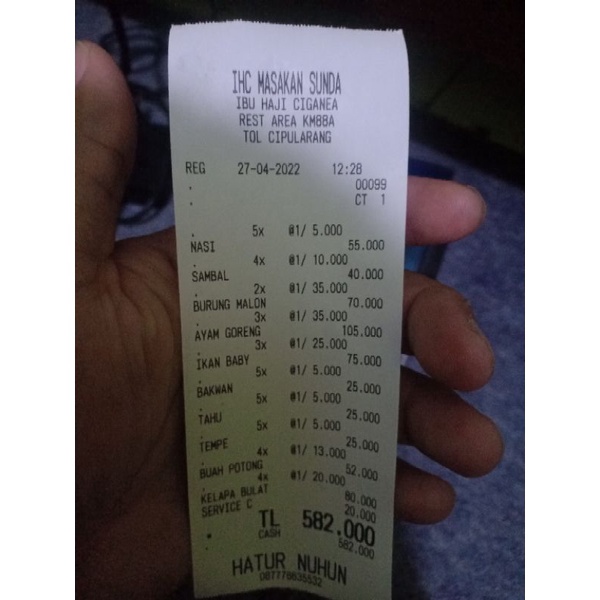 IHC MASAKAN SUNDA
IBU HAJI CIGANEA
REST AREA KM88A
TOL CIPULARANG
REG 27-04-2022 12:28
. 00099
. CT 1
5x @1/ 5.000
NASI 55.000
4x @1/ 10.000
SAMBAL 40.000
. 2x @1/ 35.000
BURUNG MALON 70.000
. 3x @1/ 35.000
AYAM GORENG 105.000
. 3x @1/ 25.000
IKAN BABY 75.000
. 5x @1/ 5.000
BAKWAN 25.000
. 5x @1/ 5.000
TAHU 25.000
. 5x @1/ 5.000
TEMPE 25.000
. 4x @1/ 13.000
BUAH POTONG 52.000
. 4x @1/ 20.000
KELAPA BULAT 80.000
SERVICE C 20.000
TL 582.000
CASH 582.000
HATUR NUHUN
087778635532